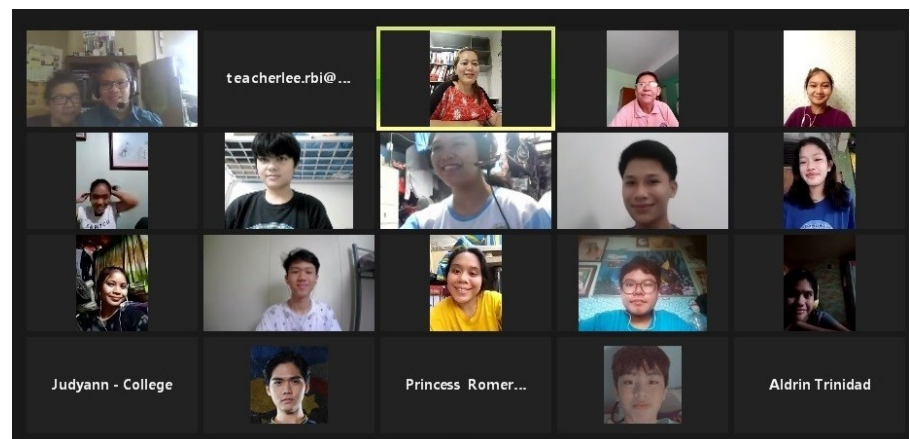 teacherlee.rbi@...
Judyann - College
Princess Romer...
Aldrin Trinidad